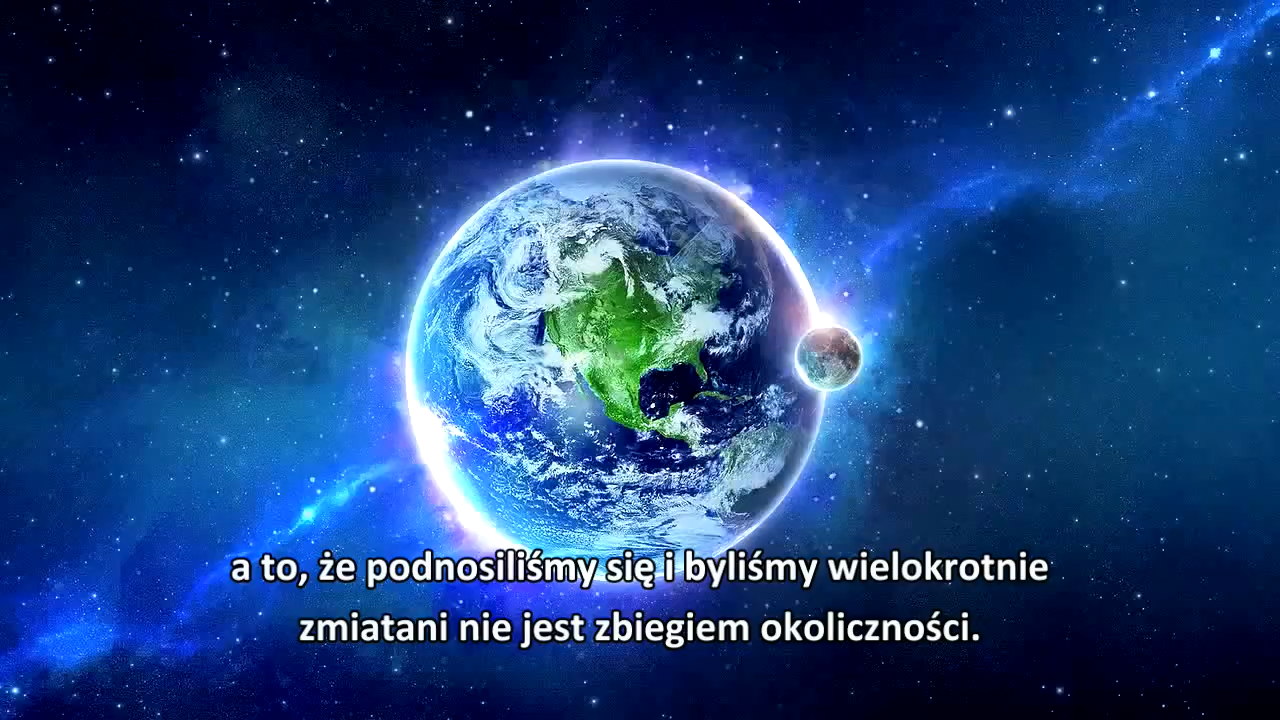 a to, że podnosiliśmy się i byliśmy wielokrotnie
zmiatani nie jest zbiegiem okoliczności.